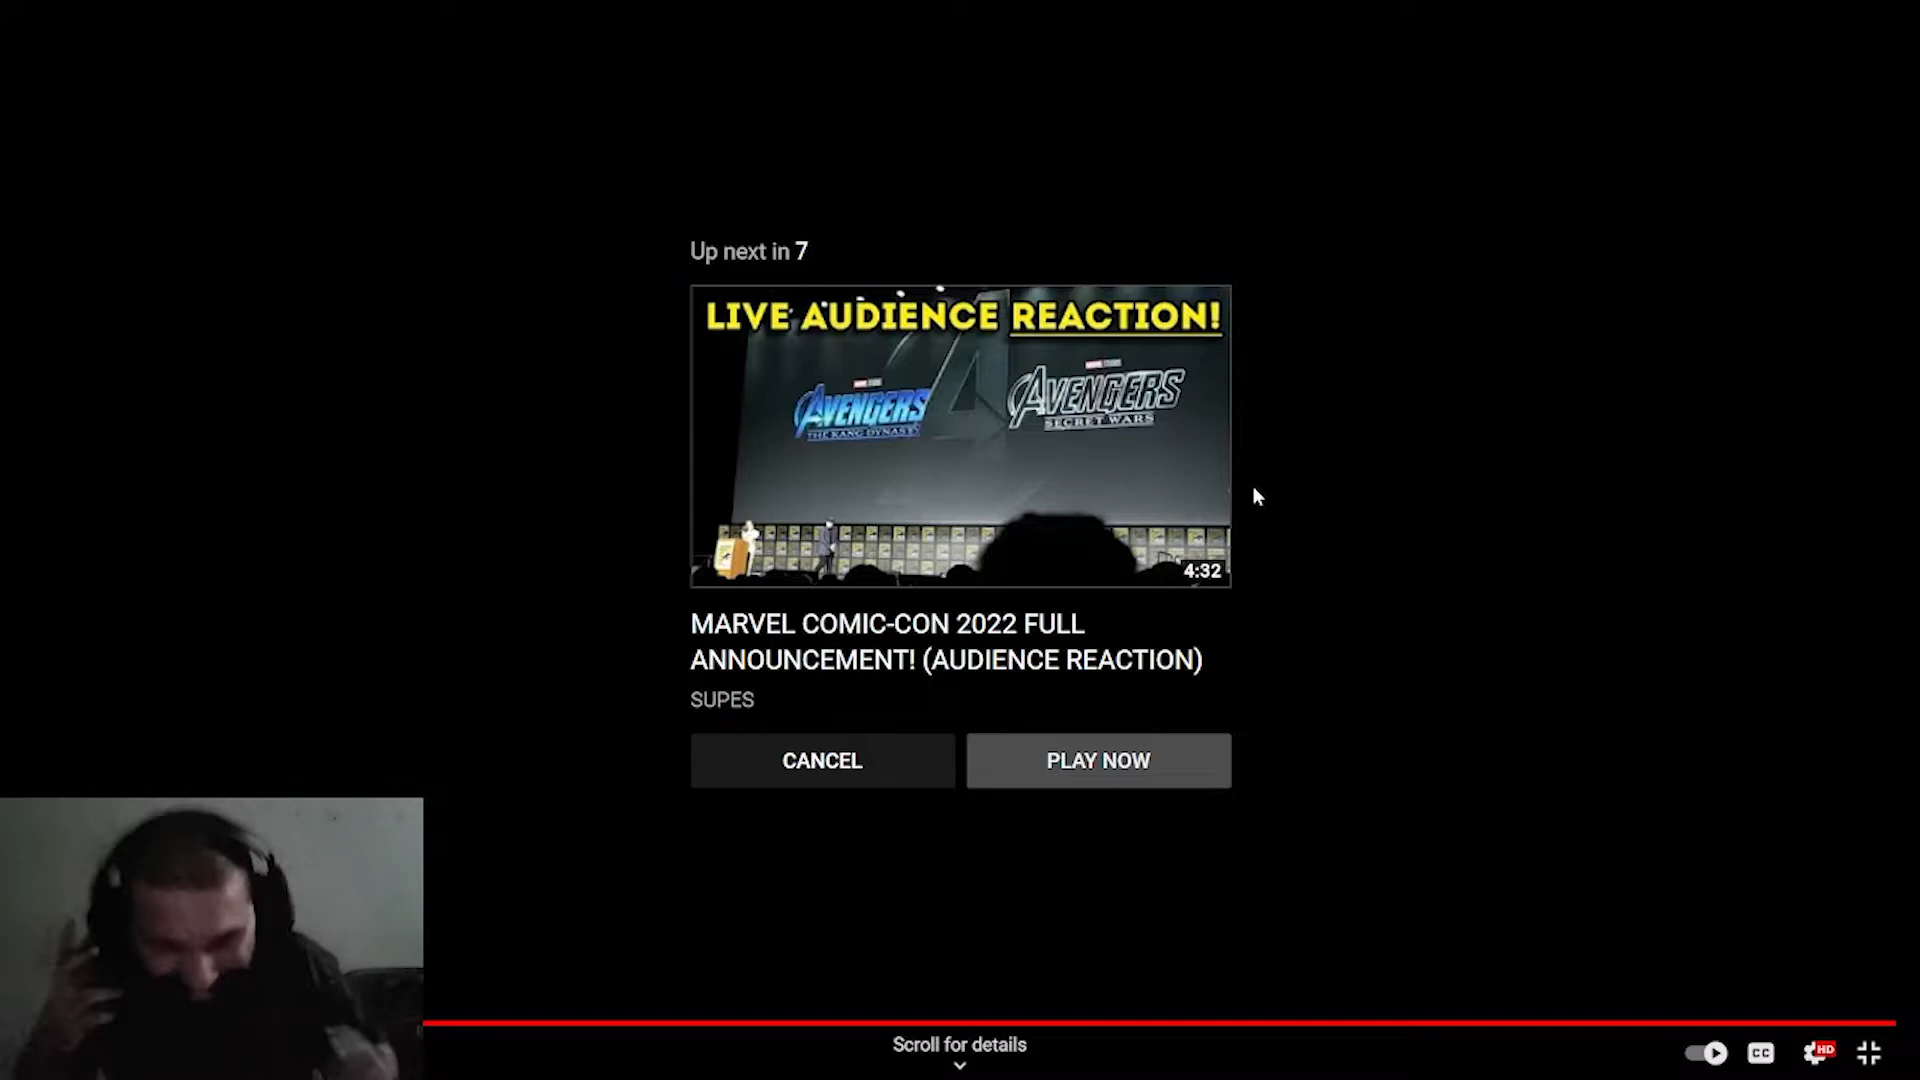 Up next in 7
LIVE AUDIENCE REACTION!
AVENGERS
THE KANG DYNASTY
AVENGERS
SECRET WARS
4:32
MARVEL COMIC-CON 2022 FULL
ANNOUNCEMENT! (AUDIENCE REACTION)
SUPES
CANCEL
PLAY NOW
Scroll for details
CC
HD